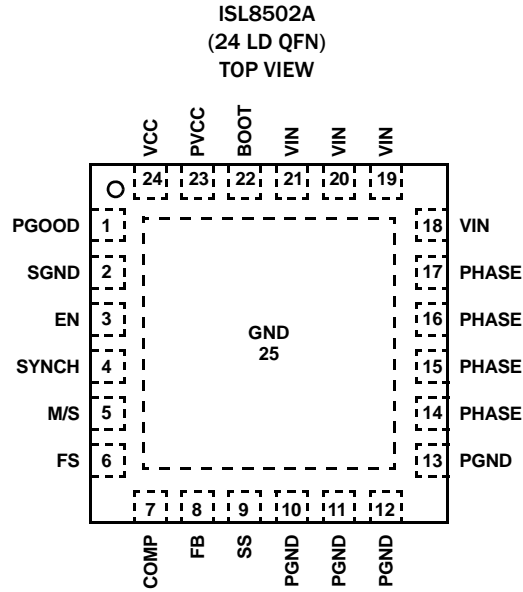 ISL8502A
(24 LD QFN)
TOP VIEW
VCC PVCC BOOT VIN VIN VIN
24 23 22 21 20 19
PGOOD 1 18 VIN
SGND 2 17 PHASE
EN 3 16 PHASE
GND
25
SYNCH 4 15 PHASE
M/S 5 14 PHASE
FS 6 13 PGND
7 8 9 10 11 12
COMP FB SS PGND PGND PGND